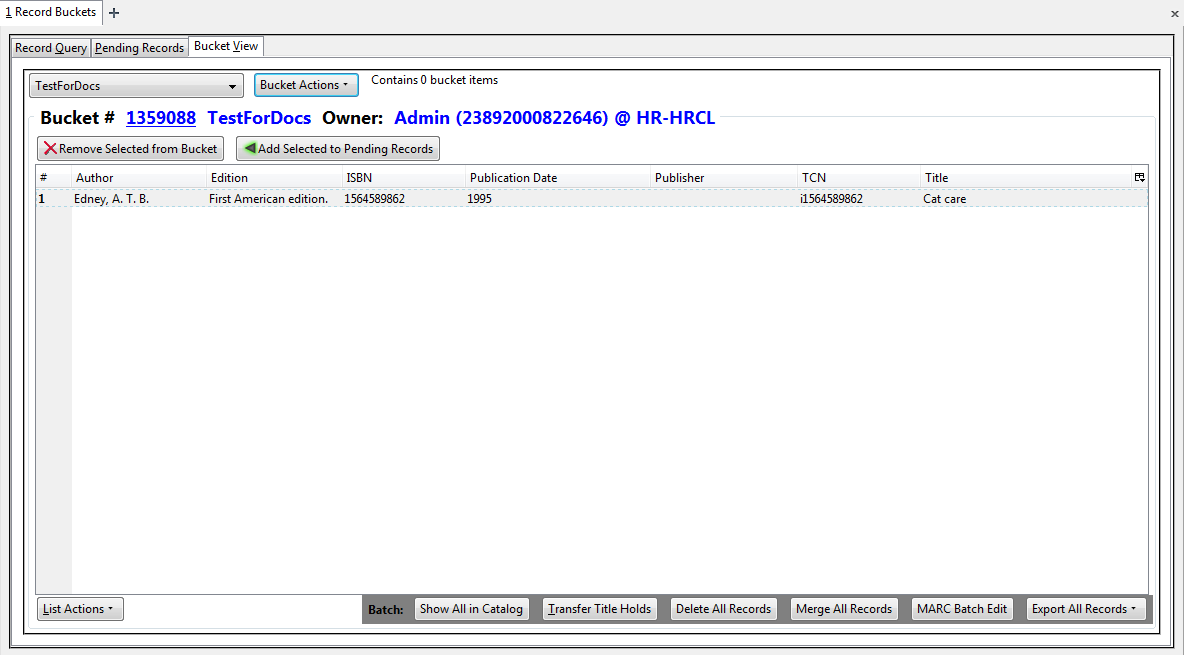 1 Record Buckets +
Record Query Pending Records Bucket View
TestForDocs Bucket Actions Contains 0 bucket items
Bucket # 1359088 TestForDocs Owner: Admin (23892000822646) @ HR-HRCL
Remove Selected from Bucket Add Selected to Pending Records
# Author Edition ISBN Publication Date Publisher TCN Title
1 Edney, A. T. B. First American edition. 1564589862 1995 i1564589862 Cat care
List Actions Batch: Show All in Catalog Transfer Title Holds Delete All Records Merge All Records MARC Batch Edit Export All Records